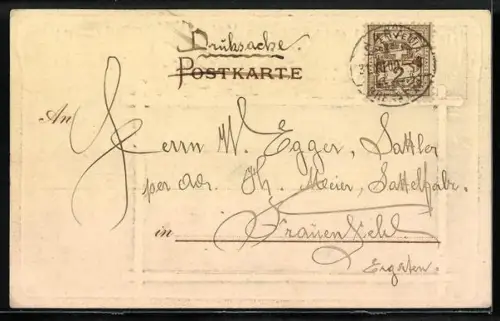 Drucksache.
POSTKARTE
An Herrn W. Egger, Sattler
per adr. Th. Meier, Sattelfabr.
in Frauenfeld
Ergaten.